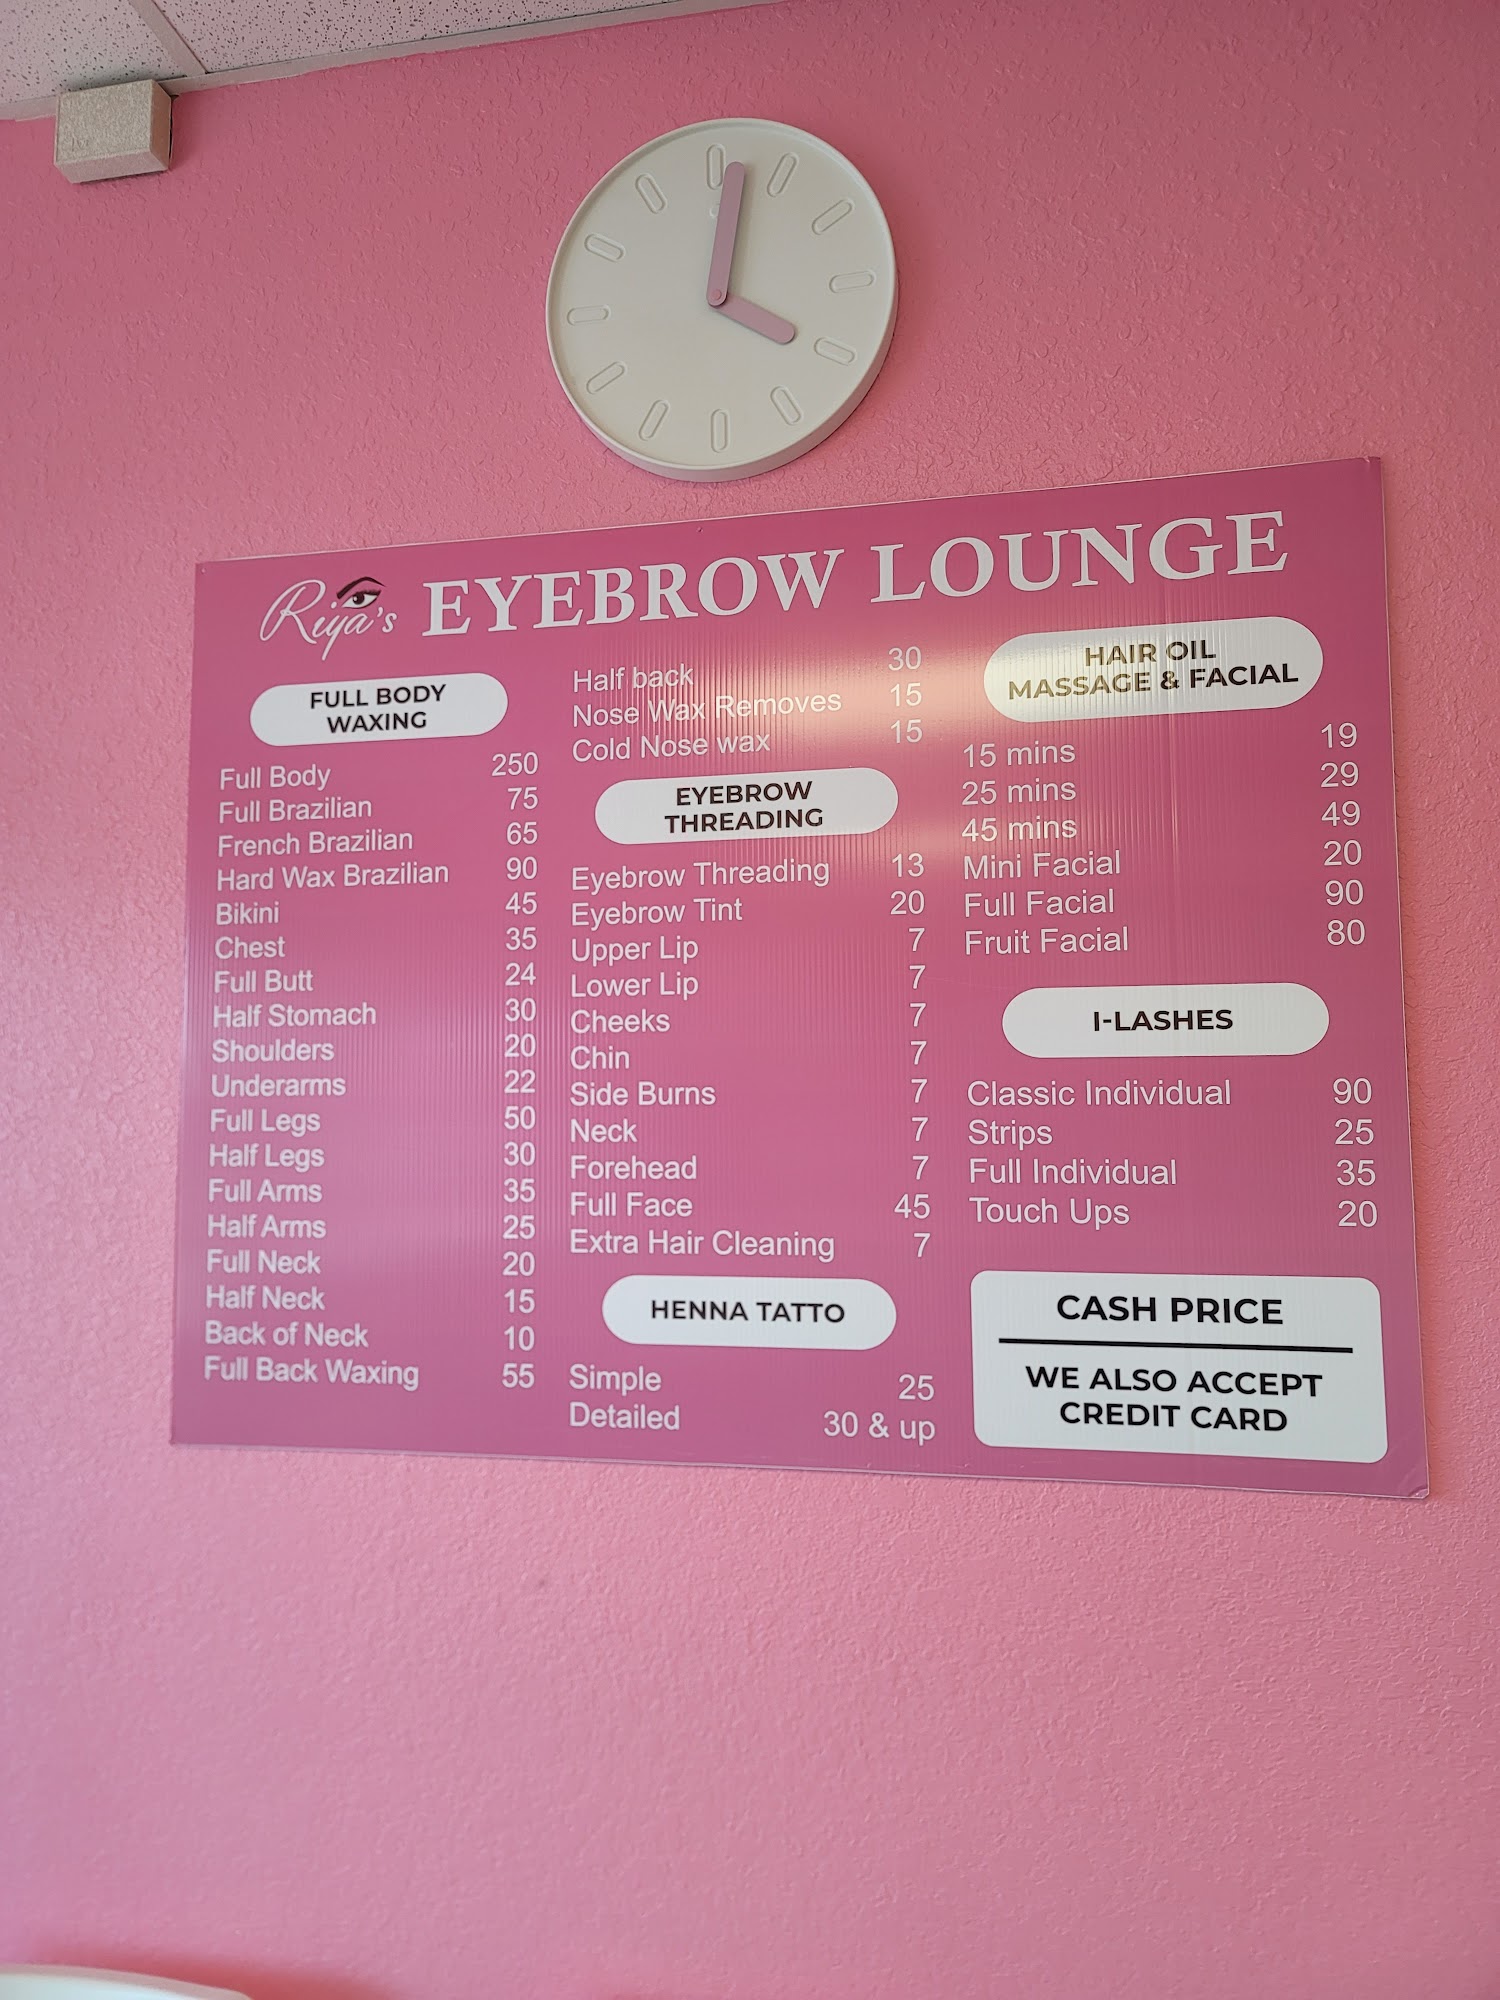 Riya's EYEBROW LOUNGE
FULL BODY
WAXING
Full Body 250
Full Brazilian 75
French Brazilian 65
Hard Wax Brazilian 90
Bikini 45
Chest 35
Full Butt 24
Half Stomach 30
Shoulders 20
Underarms 22
Full Legs 50
Half Legs 30
Full Arms 35
Half Arms 25
Full Neck 20
Half Neck 15
Back of Neck 10
Full Back Waxing 55
Half back 30
Nose Wax Removes 15
Cold Nose wax 15
EYEBROW
THREADING
Eyebrow Threading 13
Eyebrow Tint 20
Upper Lip 7
Lower Lip 7
Cheeks 7
Chin 7
Side Burns 7
Neck 7
Forehead 7
Full Face 45
Extra Hair Cleaning 7
HENNA TATTO
Simple 25
Detailed 30 & up
HAIR OIL
MASSAGE & FACIAL
15 mins 19
25 mins 29
45 mins 49
Mini Facial 20
Full Facial 90
Fruit Facial 80
I-LASHES
Classic Individual 90
Strips 25
Full Individual 35
Touch Ups 20
CASH PRICE
WE ALSO ACCEPT
CREDIT CARD